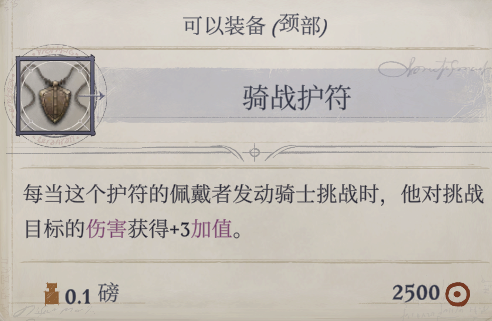 可以装备 (颈部)
骑战护符
每当这个护符的佩戴者发动骑士挑战时，他对挑战
目标的伤害获得+3加值。
0.1 磅
2500